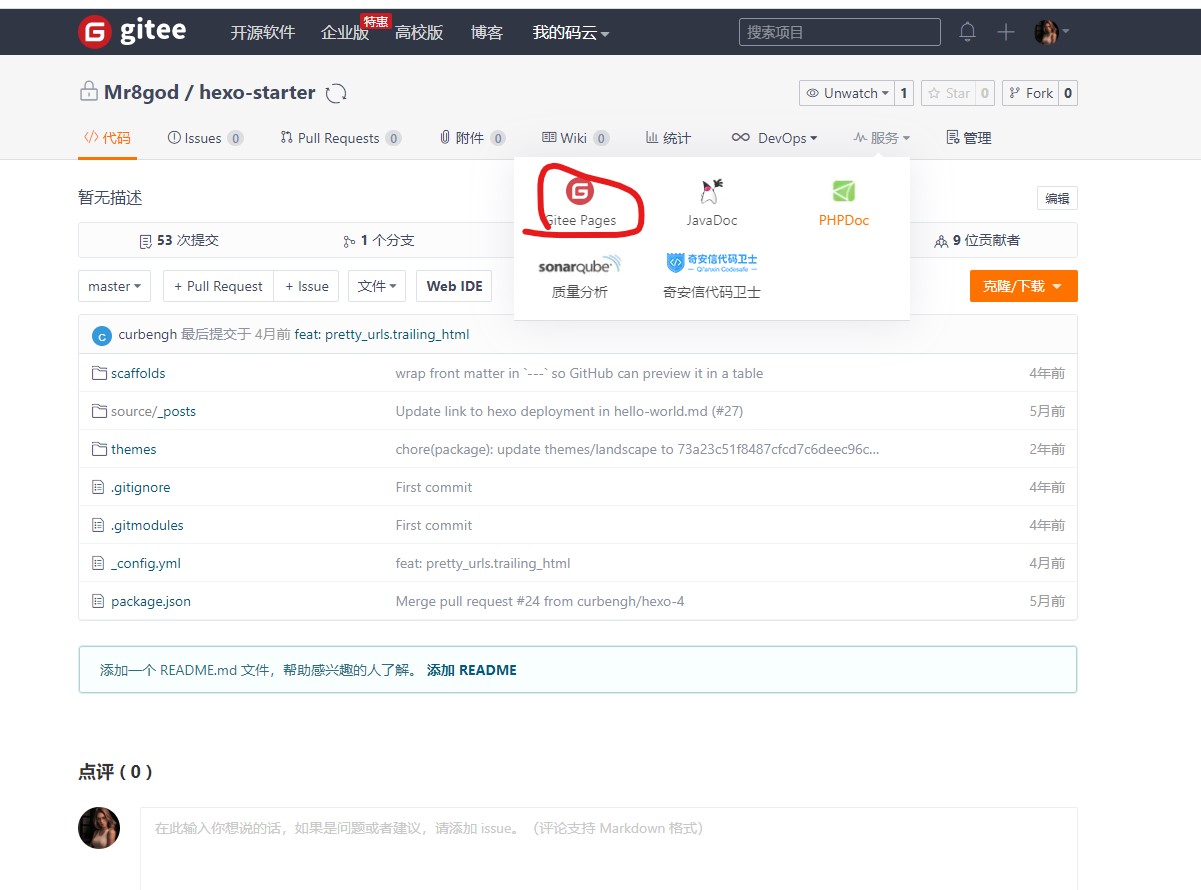 gitee 开源软件 企业版 特惠 高校版 博客 我的码云 搜索项目
Mr8god / hexo-starter Unwatch 1 Star 0 Fork 0
代码 Issues 0 Pull Requests 0 附件 0 Wiki 0 统计 DevOps 服务 管理
Gitee Pages JavaDoc PHPDoc
sonarqube 奇安信代码卫士
Qi'anxin Codesafe
质量分析 奇安信代码卫士
暂无描述 编辑
53 次提交 1 个分支 9 位贡献者
master + Pull Request + Issue 文件 Web IDE 克隆/下载
C curbengh 最后提交于 4月前 feat: pretty_urls.trailing_html
scaffolds wrap front matter in `---` so GitHub can preview it in a table 4年前
source/_posts Update link to hexo deployment in hello-world.md (#27) 5月前
themes chore(package): update themes/landscape to 73a23c51f8487cfcd7c6deec96c... 2年前
.gitignore First commit 4年前
.gitmodules First commit 4年前
_config.yml feat: pretty_urls.trailing_html 4月前
package.json Merge pull request #24 from curbengh/hexo-4 5月前
添加一个 README.md 文件，帮助感兴趣的人了解。 添加 README
点评 ( 0 )
在此输入你想说的话，如果是问题或者建议，请添加 issue。（评论支持 Markdown 格式）